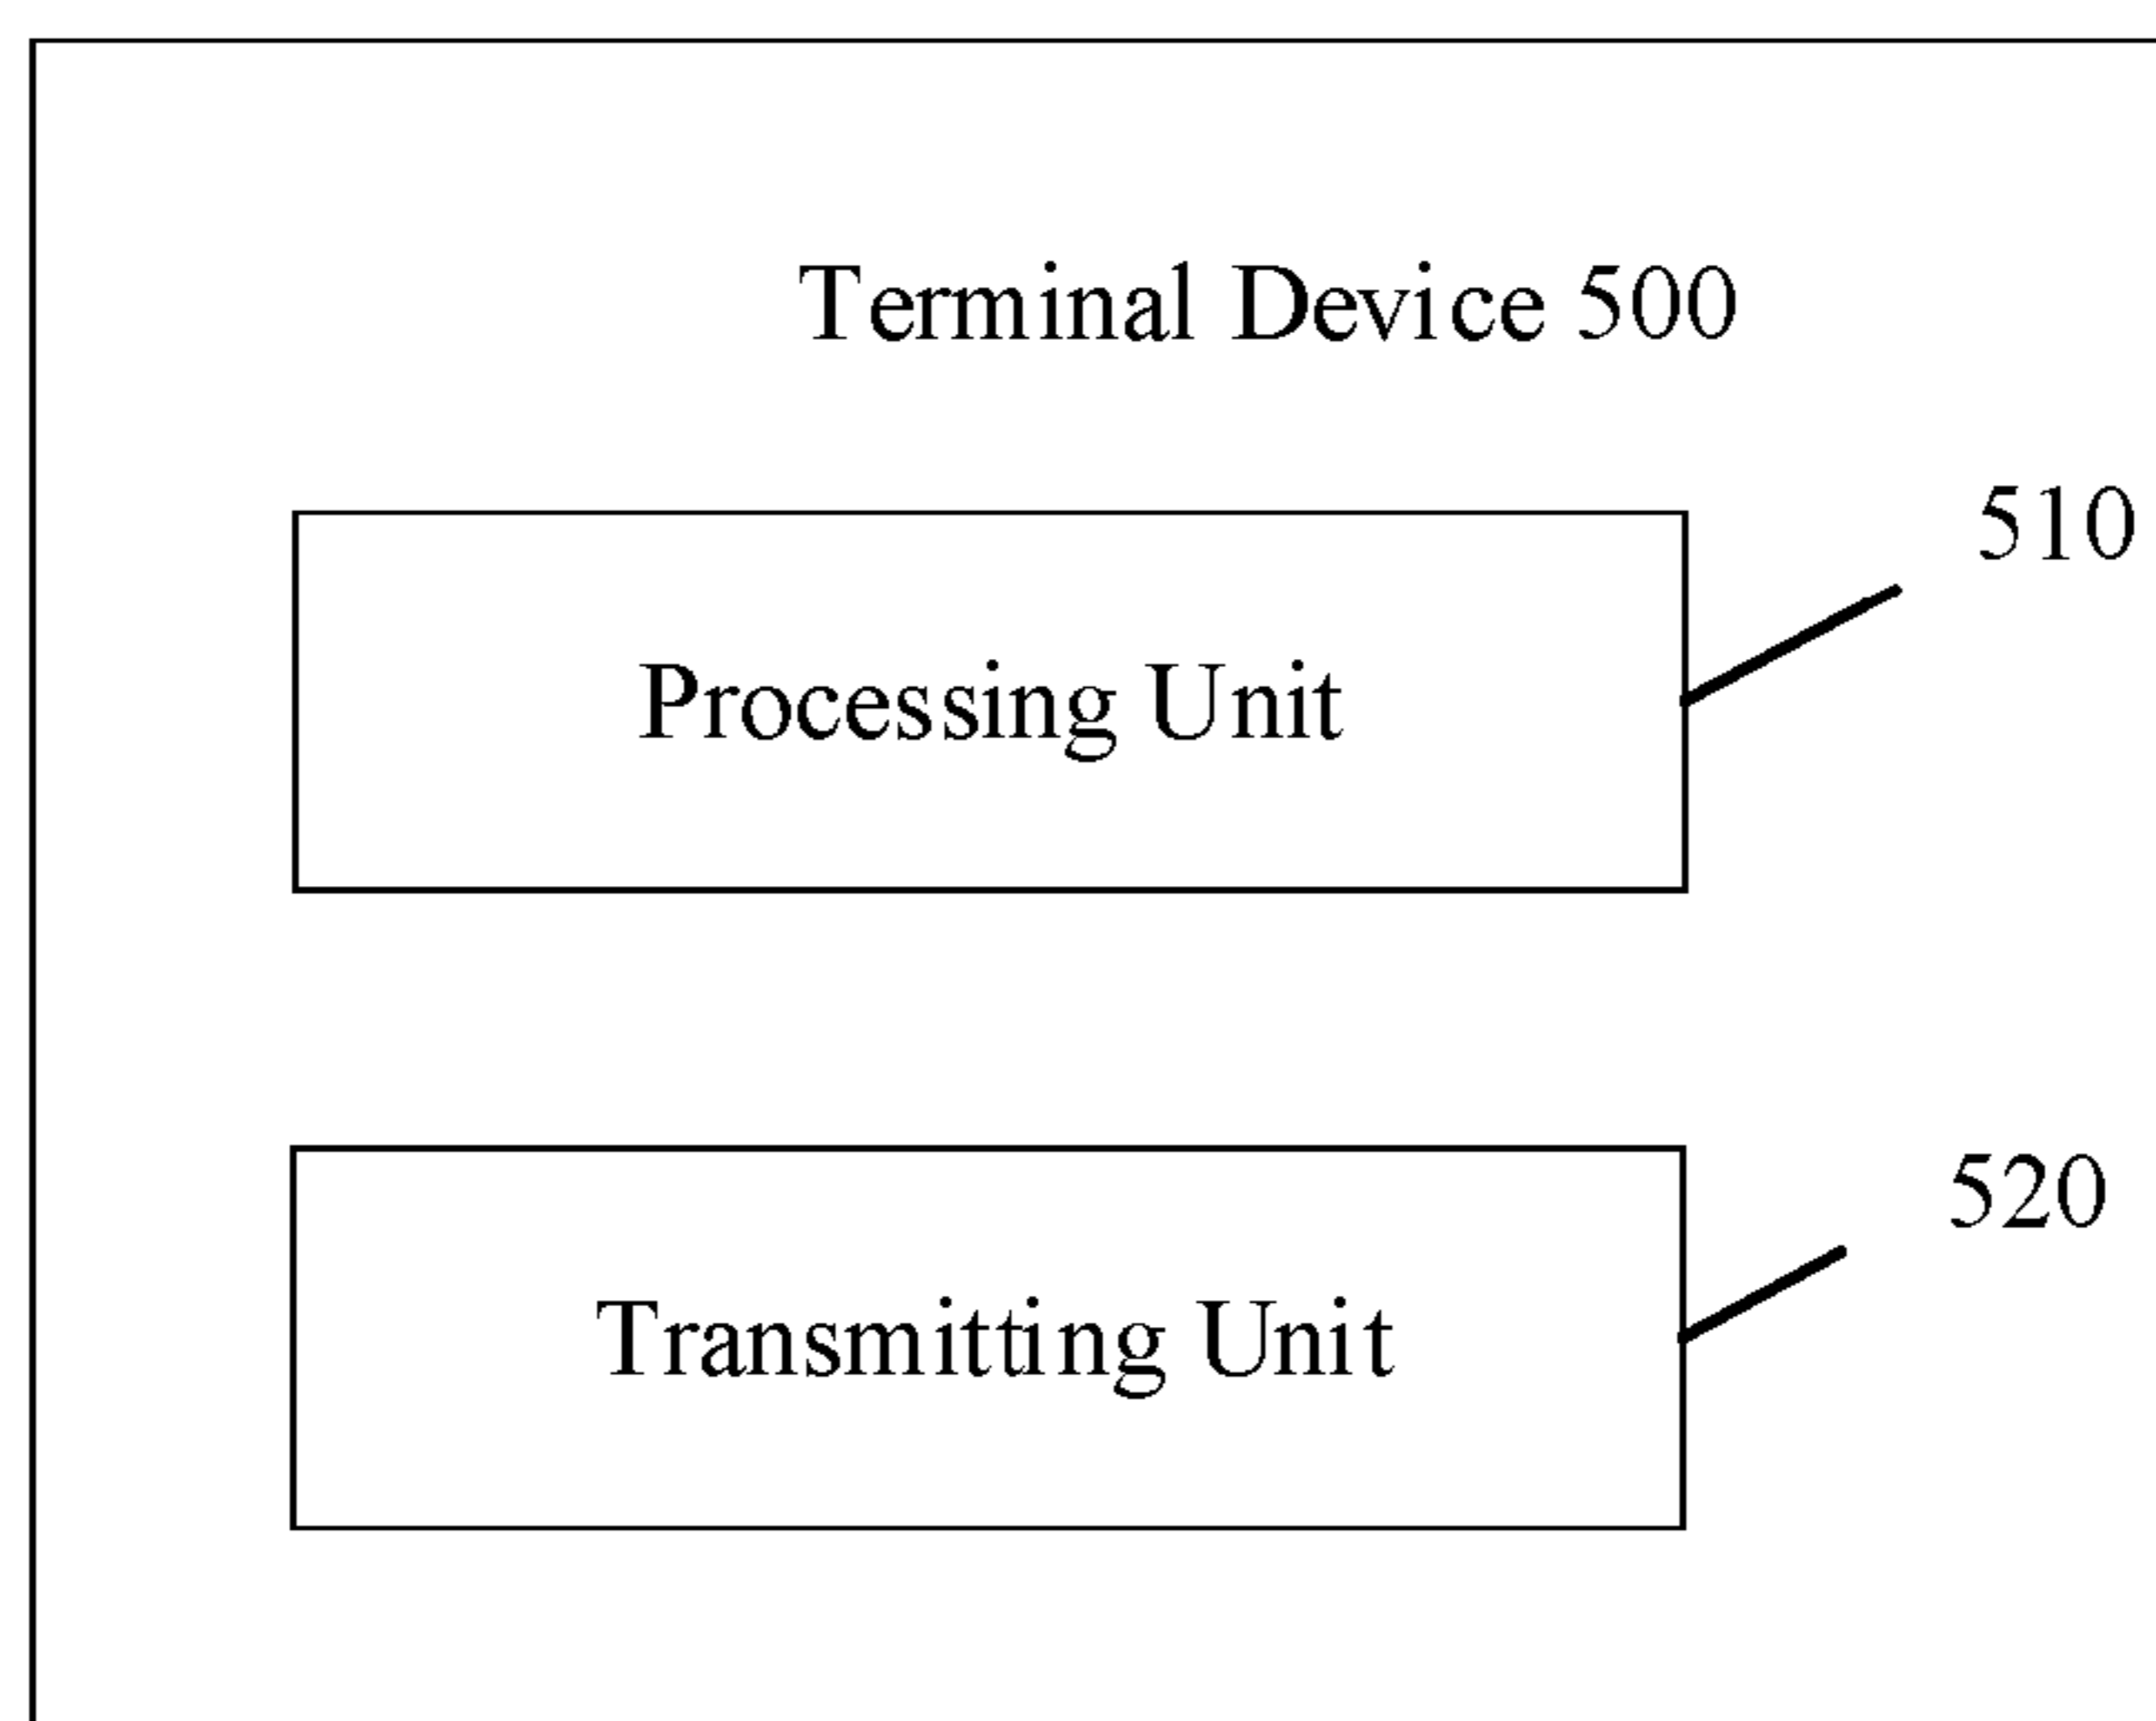 Terminal Device 500
510
Processing Unit
520
Transmitting Unit